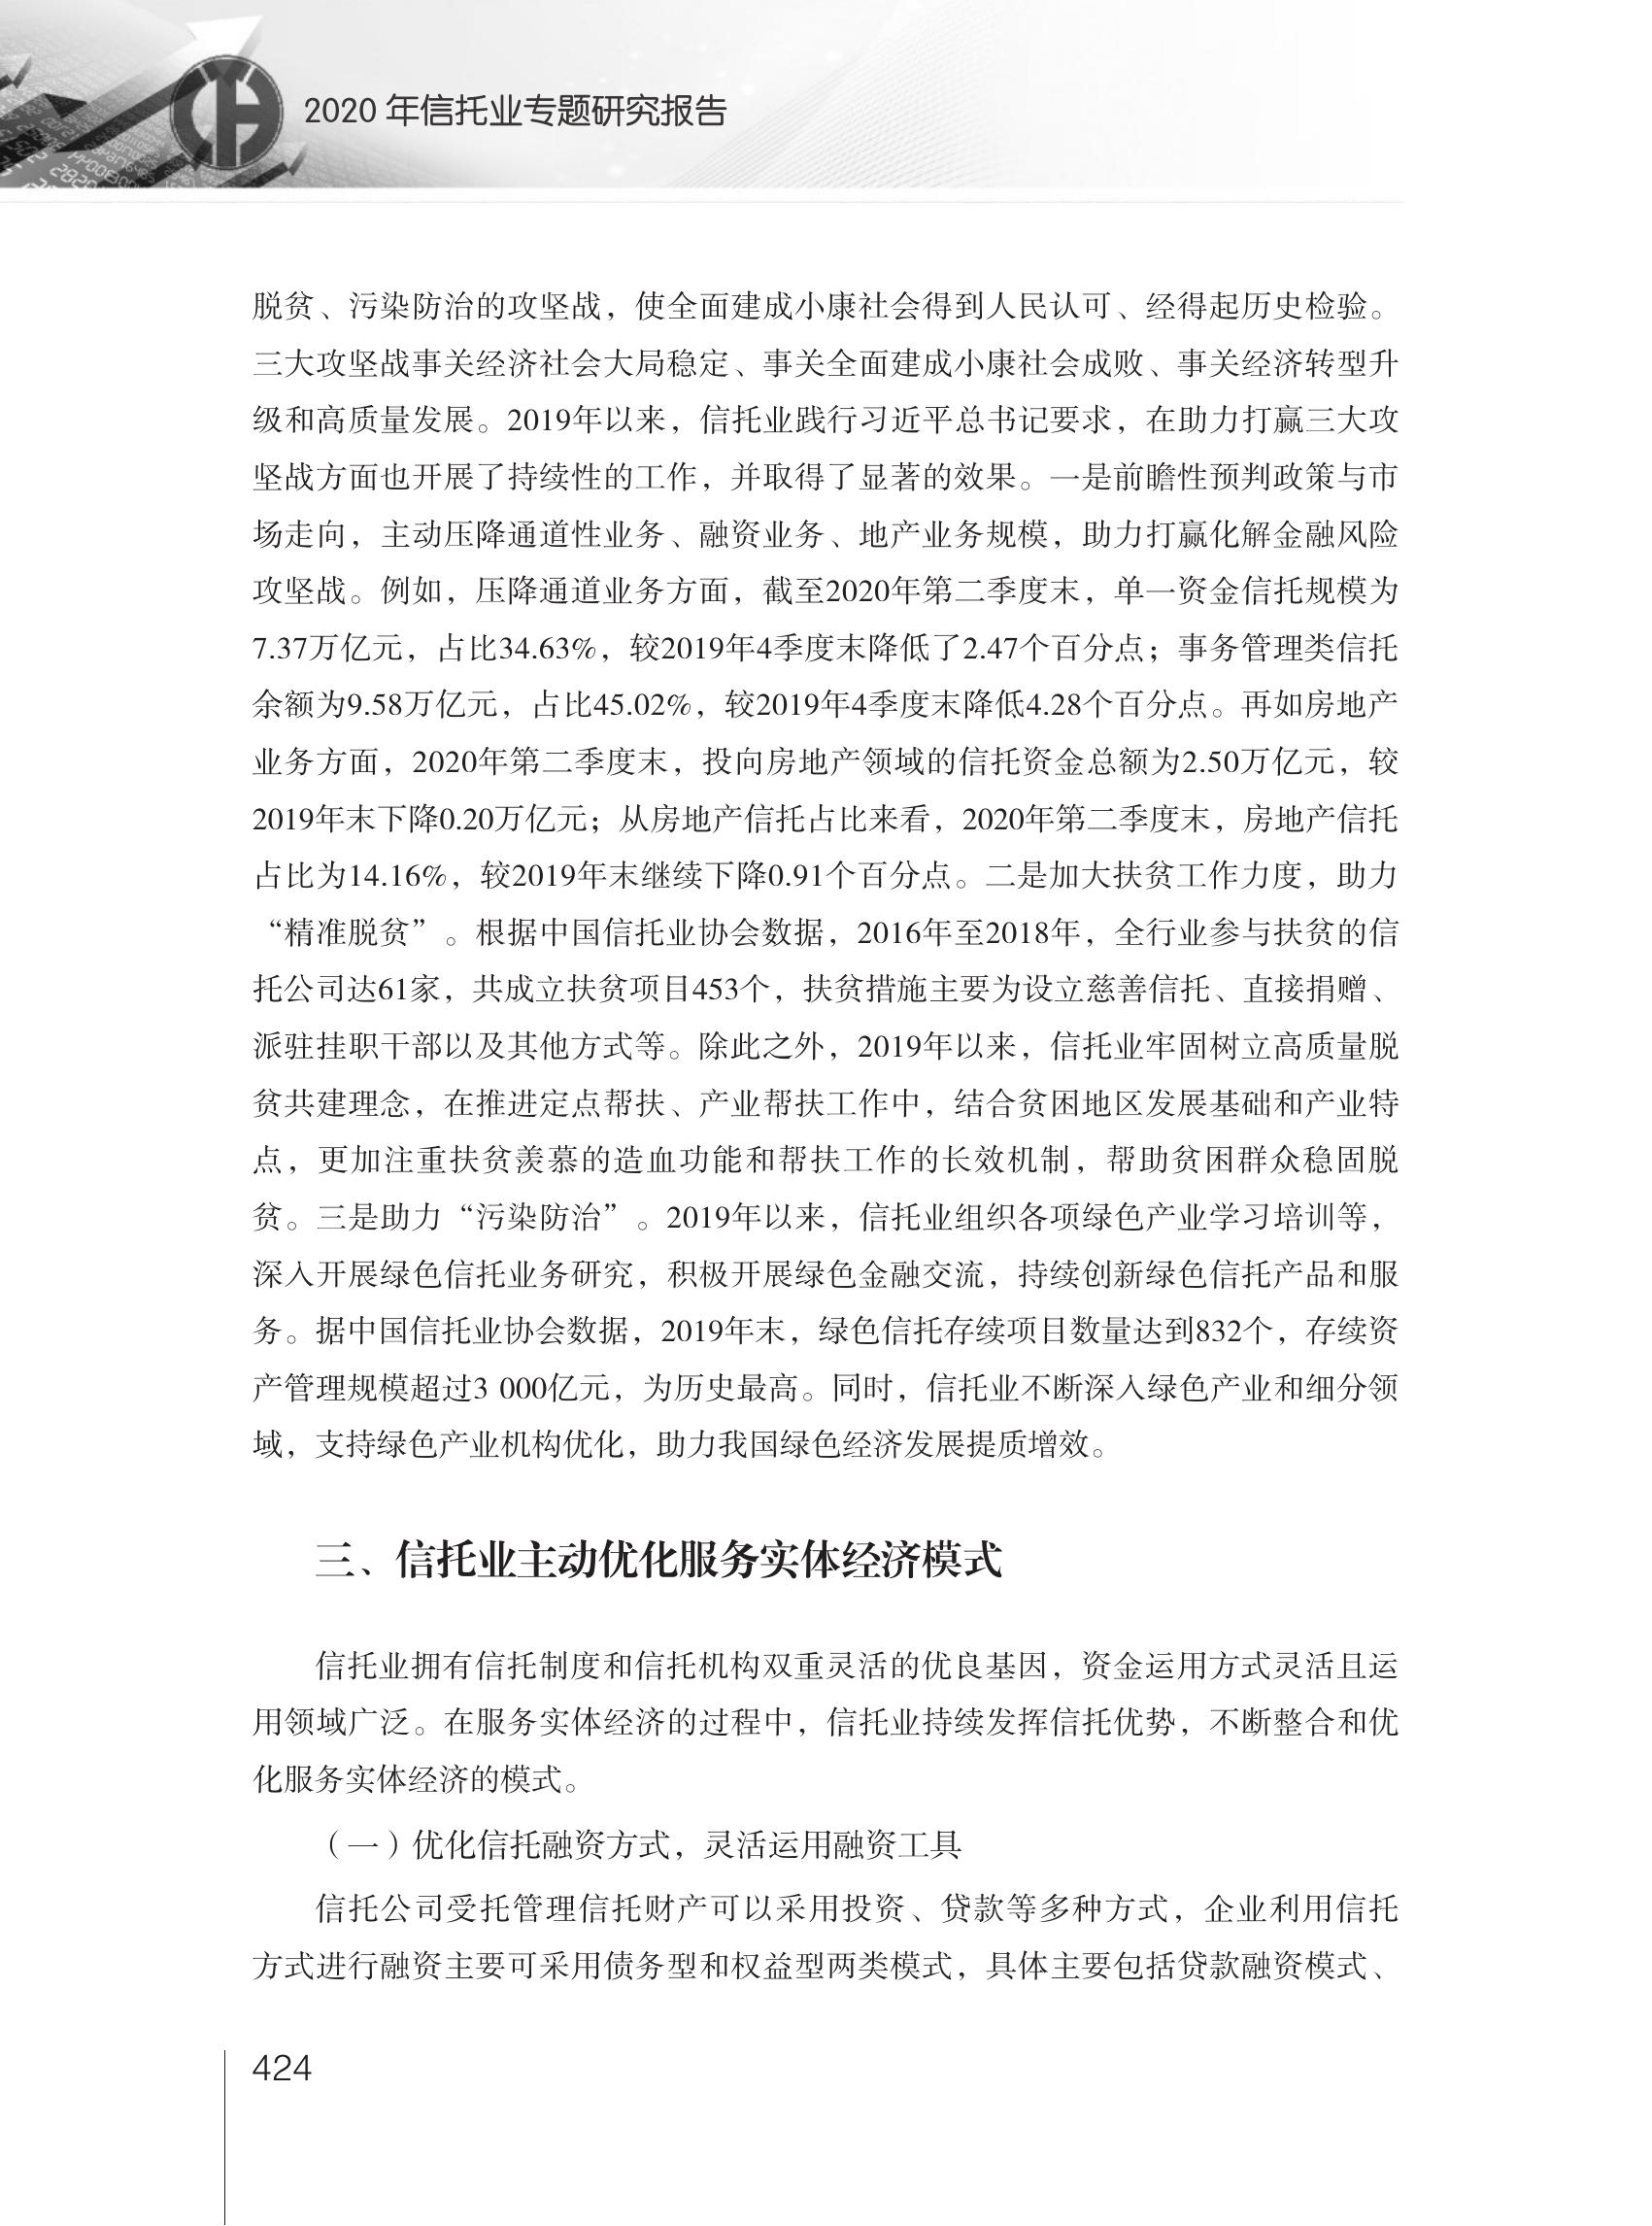 2020 年信托业专题研究报告
脱贫、污染防治的攻坚战，使全面建成小康社会得到人民认可、经得起历史检验。
三大攻坚战事关经济社会大局稳定、事关全面建成小康社会成败、事关经济转型升
级和高质量发展。2019年以来，信托业践行习近平总书记要求，在助力打赢三大攻
坚战方面也开展了持续性的工作，并取得了显著的效果。一是前瞻性预判政策与市
场走向，主动压降通道性业务、融资业务、地产业务规模，助力打赢化解金融风险
攻坚战。例如，压降通道业务方面，截至2020年第二季度末，单一资金信托规模为
7.37万亿元，占比34.63%，较2019年4季度末降低了2.47个百分点；事务管理类信托
余额为9.58万亿元，占比45.02%，较2019年4季度末降低4.28个百分点。再如房地产
业务方面，2020年第二季度末，投向房地产领域的信托资金总额为2.50万亿元，较
2019年末下降0.20万亿元；从房地产信托占比来看，2020年第二季度末，房地产信托
占比为14.16%，较2019年末继续下降0.91个百分点。二是加大扶贫工作力度，助力
“精准脱贫”。根据中国信托业协会数据，2016年至2018年，全行业参与扶贫的信
托公司达61家，共成立扶贫项目453个，扶贫措施主要为设立慈善信托、直接捐赠、
派驻挂职干部以及其他方式等。除此之外，2019年以来，信托业牢固树立高质量脱
贫共建理念，在推进定点帮扶、产业帮扶工作中，结合贫困地区发展基础和产业特
点，更加注重扶贫羡慕的造血功能和帮扶工作的长效机制，帮助贫困群众稳固脱
贫。三是助力“污染防治”。2019年以来，信托业组织各项绿色产业学习培训等，
深入开展绿色信托业务研究，积极开展绿色金融交流，持续创新绿色信托产品和服
务。据中国信托业协会数据，2019年末，绿色信托存续项目数量达到832个，存续资
产管理规模超过3 000亿元，为历史最高。同时，信托业不断深入绿色产业和细分领
域，支持绿色产业机构优化，助力我国绿色经济发展提质增效。
三、信托业主动优化服务实体经济模式
信托业拥有信托制度和信托机构双重灵活的优良基因，资金运用方式灵活且运
用领域广泛。在服务实体经济的过程中，信托业持续发挥信托优势，不断整合和优
化服务实体经济的模式。
（一）优化信托融资方式，灵活运用融资工具
信托公司受托管理信托财产可以采用投资、贷款等多种方式，企业利用信托
方式进行融资主要可采用债务型和权益型两类模式，具体主要包括贷款融资模式、
424